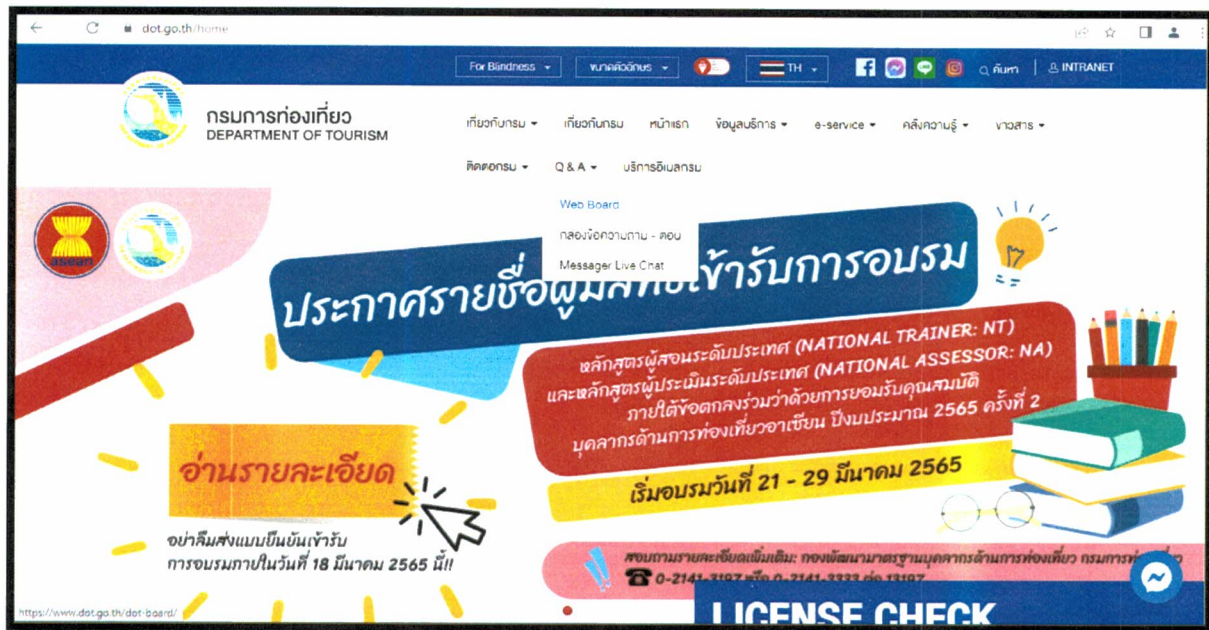 dot.go.th/home
For Blindness
ขนาดตัวอักษร
TH
ค้นหา
INTRANET
กรมการท่องเที่ยว
DEPARTMENT OF TOURISM
เกี่ยวกับกรม
เกี่ยวกับกรม
หน้าแรก
ข้อมูลบริการ
e-service
คลังความรู้
ข่าวสาร
ติดต่อกรม
Q & A
บริการอีเมลกรม
Web Board
กล่องข้อความถาม - ตอบ
Messager Live Chat
asean
ประกาศรายชื่อผู้มีสิทธิเข้ารับการอบรม
หลักสูตรผู้สอนระดับประเทศ (NATIONAL TRAINER: NT)
และหลักสูตรผู้ประเมินระดับประเทศ (NATIONAL ASSESSOR: NA)
ภายใต้ข้อตกลงร่วมว่าด้วยการยอมรับคุณสมบัติ
บุคลากรด้านการท่องเที่ยวอาเซียน ปีงบประมาณ 2565 ครั้งที่ 2
เริ่มอบรมวันที่ 21 - 29 มีนาคม 2565
อ่านรายละเอียด
อย่าลืมส่งแบบยืนยันเข้ารับ
การอบรมภายในวันที่ 18 มีนาคม 2565 นี้!!
สอบถามรายละเอียดเพิ่มเติม: กองพัฒนามาตรฐานบุคลากรด้านการท่องเที่ยว กรมการท่องเที่ยว
0-2141-3197 หรือ 0-2141-3333 ต่อ 13197
https://www.dot.go.th/dot-board/
LICENSE CHECK